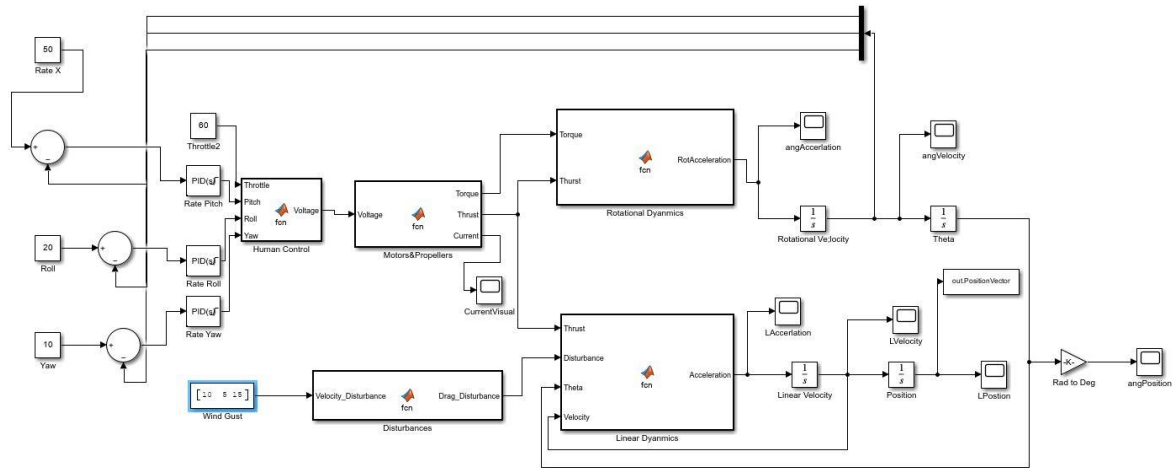 50
Rate X
60
Throttle2
+
−
PID(s)
Rate Pitch
Throttle
Pitch
Roll
Yaw
fcn
Voltage
Human Control
Voltage
fcn
Torque
Thrust
Current
Motors&Propellers
CurrentVisual
Torque
Thurst
fcn
RotAcceleration
Rotational Dyanmics
angAccerlation
angVelocity
1
s
Rotational Ve;locity
1
s
Theta
20
Roll
+
−
PID(s)
Rate Roll
PID(s)
Rate Yaw
10
Yaw
+
−
[10 5 15]
Wind Gust
Velocity_Disturbance
fcn
Drag_Disturbance
Disturbances
Thrust
Disturbance
Theta
Velocity
fcn
Acceleration
Linear Dyanmics
LAccerlation
1
s
Linear Velocity
LVelocity
1
s
Position
out.PositionVector
LPostion
-K-
Rad to Deg
angPosition